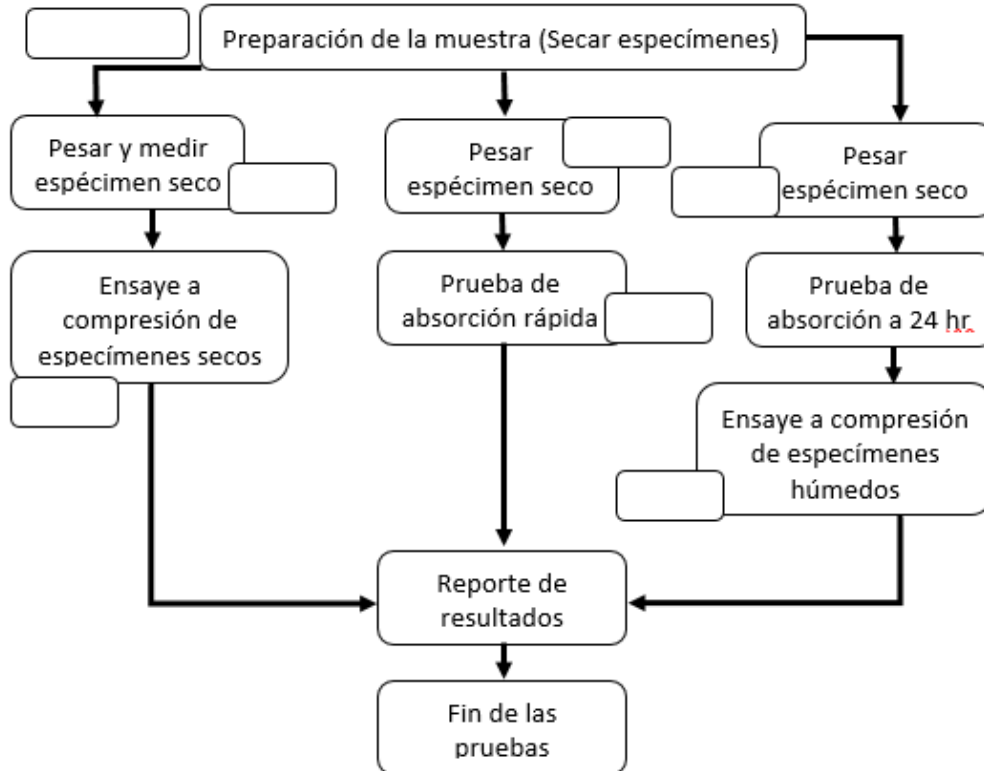 Preparación de la muestra (Secar especímenes)
Pesar y medir
espécimen seco
Pesar
espécimen seco
Pesar
espécimen seco
Ensaye a
compresión de
especímenes secos
Prueba de
absorción rápida
Prueba de
absorción a 24 hr.
Ensaye a compresión
de especímenes
húmedos
Reporte de
resultados
Fin de las
pruebas